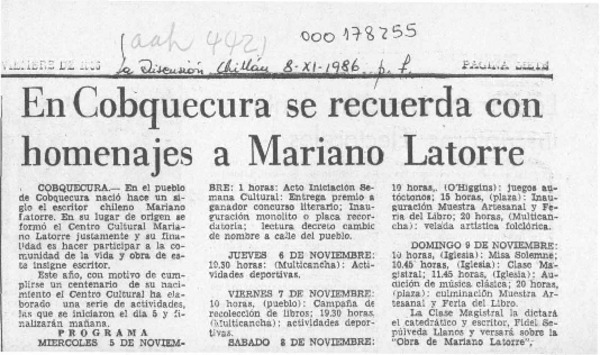 (aah 442)
000178255
La Discusión, Chillán 8-XI-1986 p. 7.
PAGINA SIETE
En Cobquecura se recuerda con
homenajes a Mariano Latorre
COBQUECURA.— En el pueblo
de Cobquecura nació hace un si-
glo el escritor chileno Mariano
Latorre. En su lugar de origen se
formó el Centro Cultural Maria-
no Latorre justamente y su fina-
lidad es hacer participar a la co-
munidad de la vida y obra de es-
te insigne escritor.
Este año, con motivo de cum-
plirse un centenario de su naci-
miento el Centro Cultural ha ela-
borado una serie de actividades,
las que se iniciaron el día 5 y fi-
nalizarán mañana.
PROGRAMA
MIERCOLES 5 DE NOVIEM-
BRE: 1 horas: Acto Iniciación Se-
mana Cultural: Entrega premio a
ganador concurso literario; Inau-
guración monolito o placa recor-
datoria; lectura decreto cambic
de nombre a calle del pueblo.
JUEVES 6 DE NOVIEMBRE:
10.30 horas: (Multicancha): Acti-
vidades deportivas.
VIERNES 7 DE NOVIEMBRE:
10 horas, (pueblo): Campaña de
recolección de libros; 19.30 horas,
(Multicancha): actividades depor-
tivas.
SABADO 8 DE NOVIEMBRE:
10 horas,. (O'Higgins): juegos au-
tóctonos; 15 horas, (plaza): Inau-
guración Muestra Artesanal y Fe-
ria del Libro; 20 horas, (Multican-
cha): velada artística folklórica.
DOMINGO 9 DE NOVIEMBRE:
10 horas, (Iglesia): Misa Solemne;
10.45 horas, (Iglesia): Clase Ma-
gistral; 11.45 horas, (Iglesia): Au-
dición de música clásica; 20 horas,
(plaza): culminación Muestra Ar-
tesanal y Feria del Libro.
La Clase Magistral la dictará
el catedrático y escritor, Fidel Se-
púlveda Llanos y versará sobre la
"Obra de Mariano Latorre".